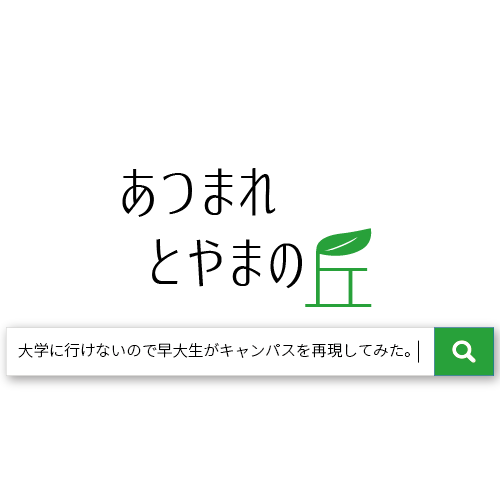 あつまれ
とやまの丘
大学に行けないので早大生がキャンパスを再現してみた。